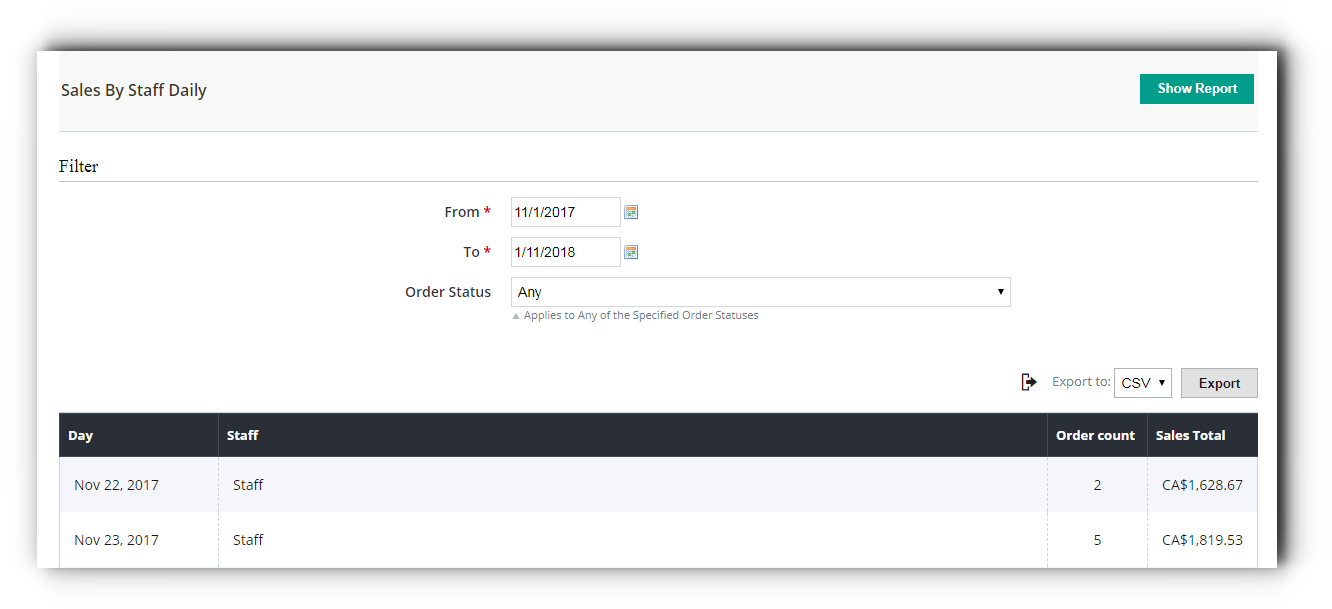 Sales By Staff Daily
Show Report
Filter
From * 11/1/2017
To * 1/11/2018
Order Status Any
Applies to Any of the Specified Order Statuses
Export to: CSV Export
Day Staff Order count Sales Total
Nov 22, 2017 Staff 2 CA$1,628.67
Nov 23, 2017 Staff 5 CA$1,819.53